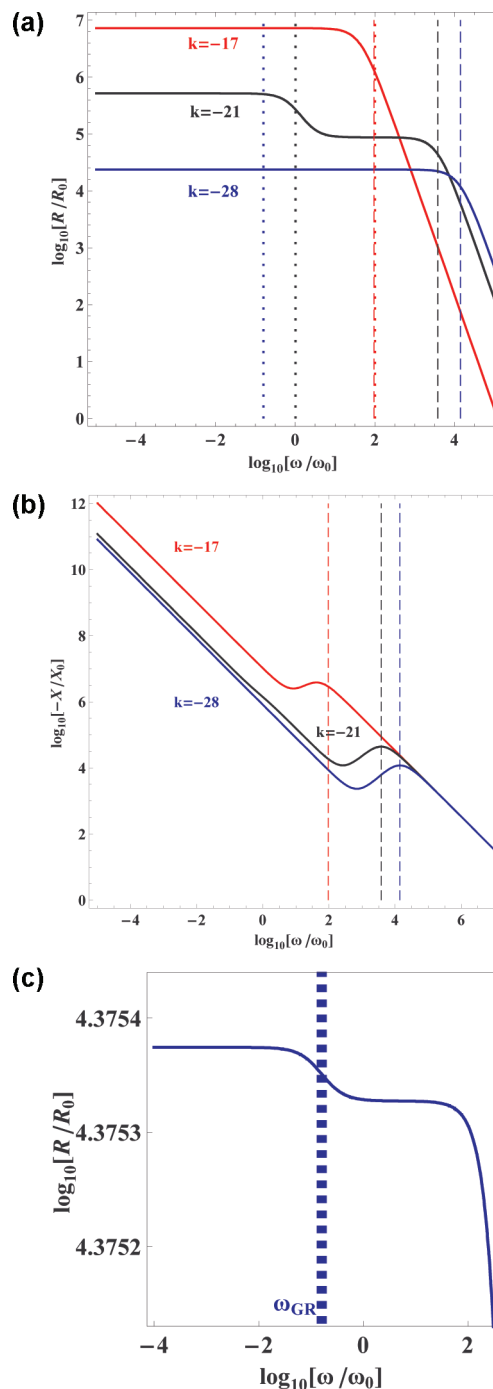 (a)
7
6
5
4
3
2
1
0
k=−17
k=−21
k=−28
log10[R/R0]
−4 −2 0 2 4
log10[ω/ω0]
(b)
12
10
8
6
4
2
0
k=−17
k=−21
k=−28
log10[−X/X0]
−4 −2 0 2 4 6
log10[ω/ω0]
(c)
4.3754
4.3753
4.3752
log10[R/R0]
ωGR
−4 −2 0 2
log10[ω/ω0]